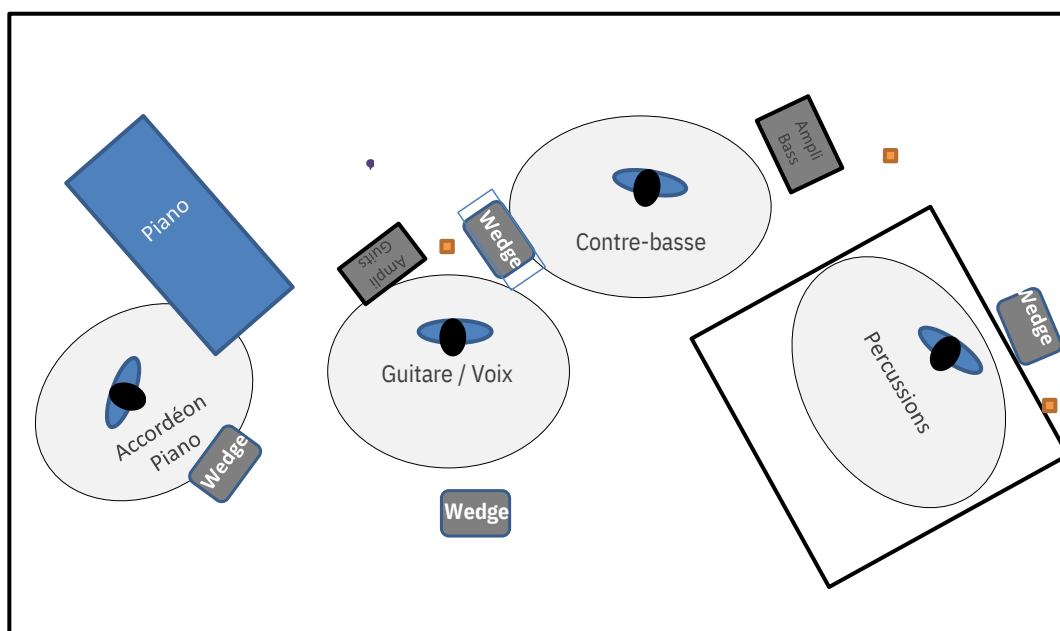 Piano
Ampli
Guits
Wedge
Contre-basse
Ampli
Bass
Wedge
Guitare / Voix
Percussions
Accordéon
Piano
Wedge
Wedge